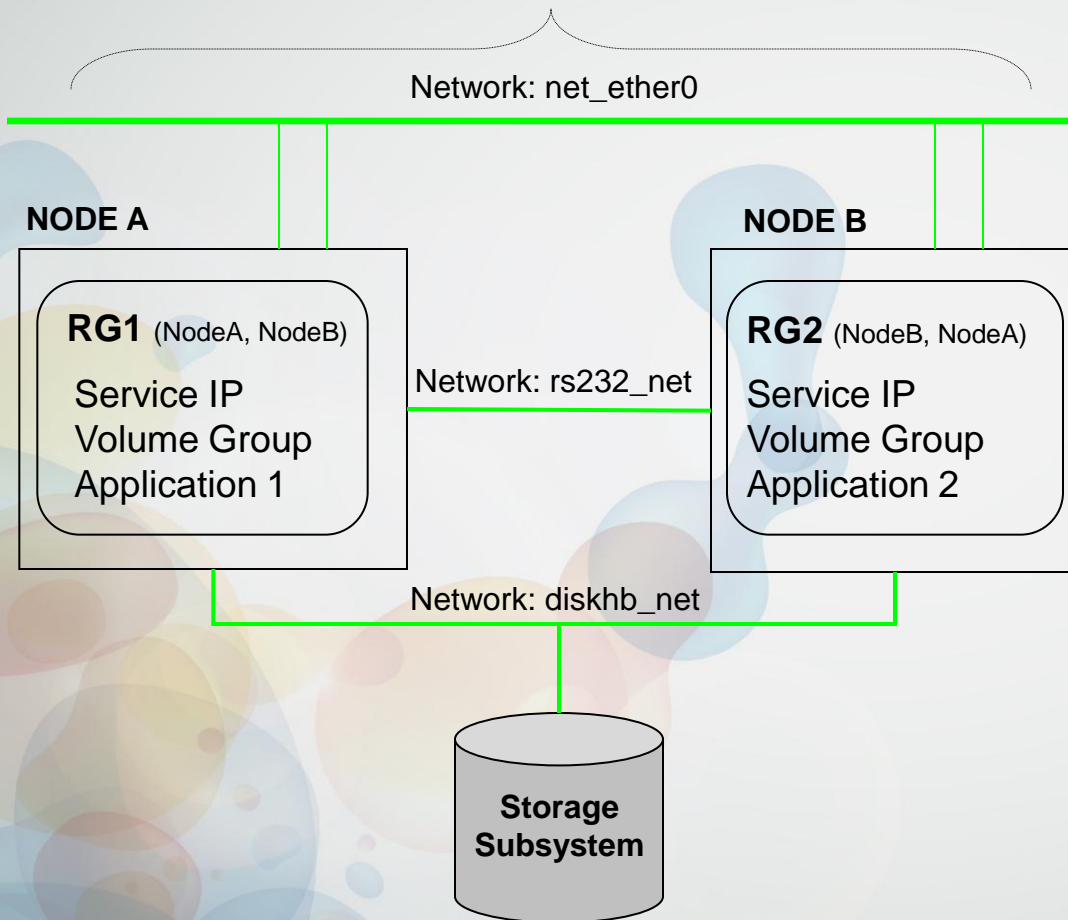 Network: net_ether0
NODE A
NODE B
RG1 (NodeA, NodeB)
Service IP
Volume Group
Application 1
Network: rs232_net
RG2 (NodeB, NodeA)
Service IP
Volume Group
Application 2
Network: diskhb_net
Storage
Subsystem